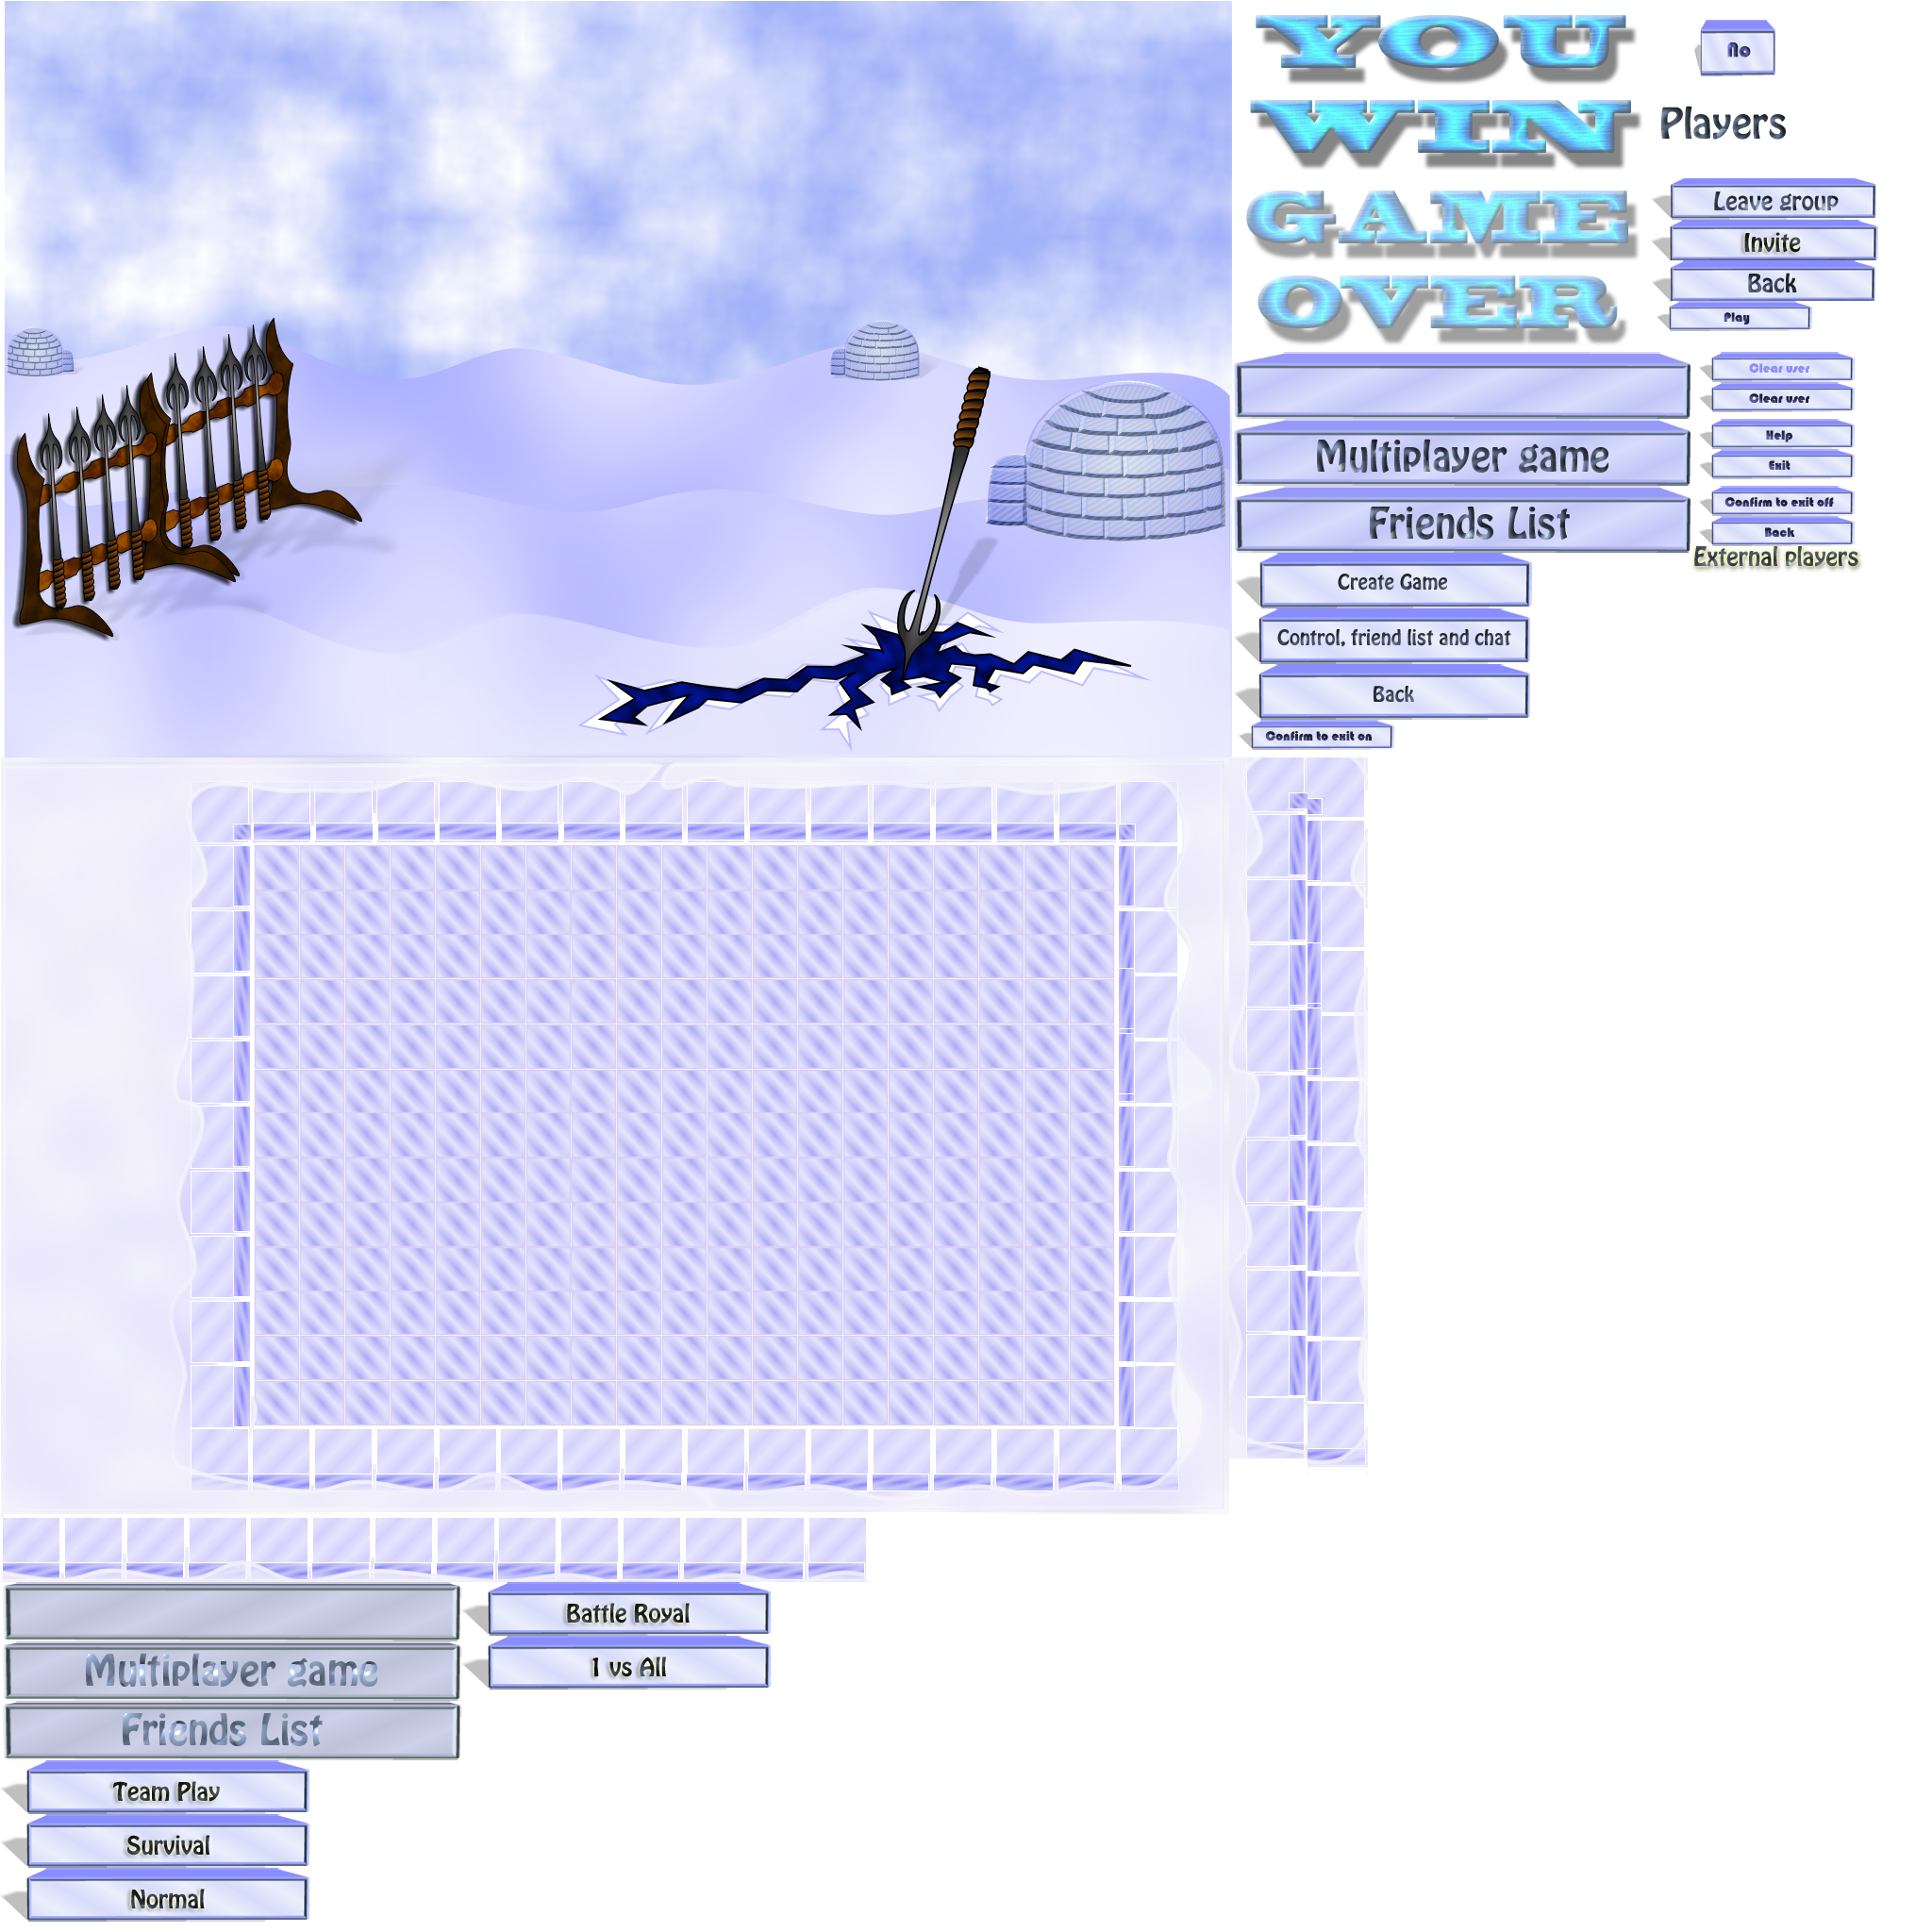 YOU
WIN
GAME
OVER
No
Players
Leave group
Invite
Back
Play
Clear user
Clear user
Multiplayer game
Help
Exit
Friends List
Confirm to exit off
Back
External players
Create Game
Control, friend list and chat
Back
Confirm to exit on
Battle Royal
1 vs All
Multiplayer game
Friends List
Team Play
Survival
Normal